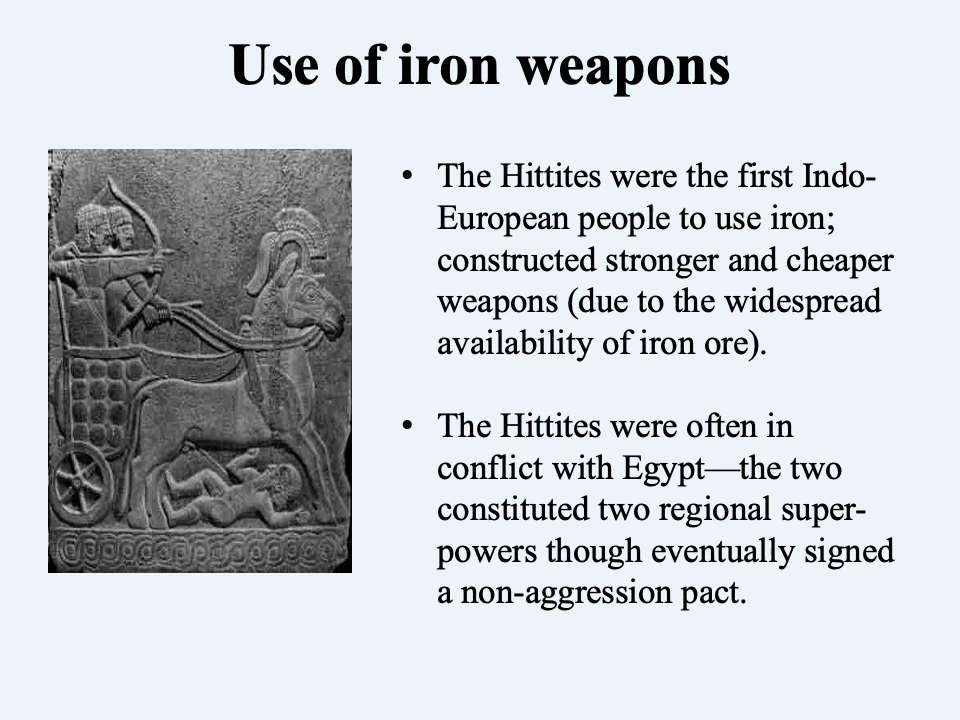 Use of iron weapons
• The Hittites were the first Indo-
European people to use iron;
constructed stronger and cheaper
weapons (due to the widespread
availability of iron ore).
• The Hittites were often in
conflict with Egypt—the two
constituted two regional super-
powers though eventually signed
a non-aggression pact.